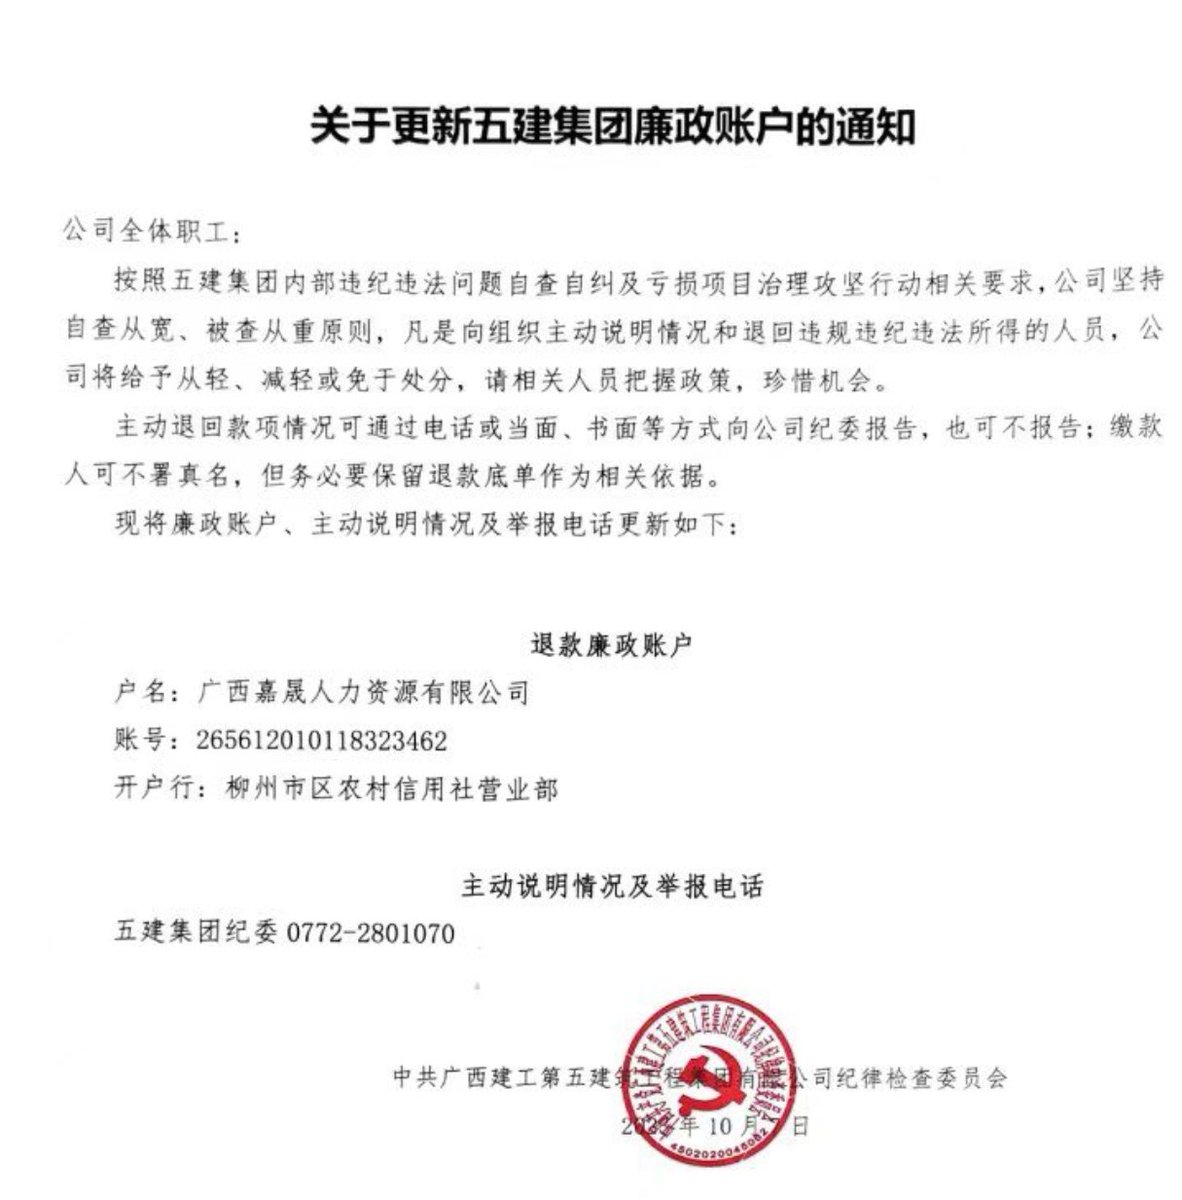 关于更新五建集团廉政账户的通知
公司全体职工：
按照五建集团内部违纪违法问题自查自纠及亏损项目治理攻坚行动相关要求，公司坚持
自查从宽、被查从重原则，凡是向组织主动说明情况和退回违规违纪违法所得的人员，公
司将给予从轻、减轻或免于处分，请相关人员把握政策，珍惜机会。
主动退回款项情况可通过电话或当面、书面等方式向公司纪委报告，也可不报告；缴款
人可不署真名，但务必要保留退款底单作为相关依据。
现将廉政账户、主动说明情况及举报电话更新如下：
退款廉政账户
户名：广西嘉晟人力资源有限公司
账号：265612010118323462
开户行：柳州市区农村信用社营业部
主动说明情况及举报电话
五建集团纪委 0772-2801070
中共广西建工第五建筑工程集团有限公司纪律检查委员会
年 10 月 日
4502020045082